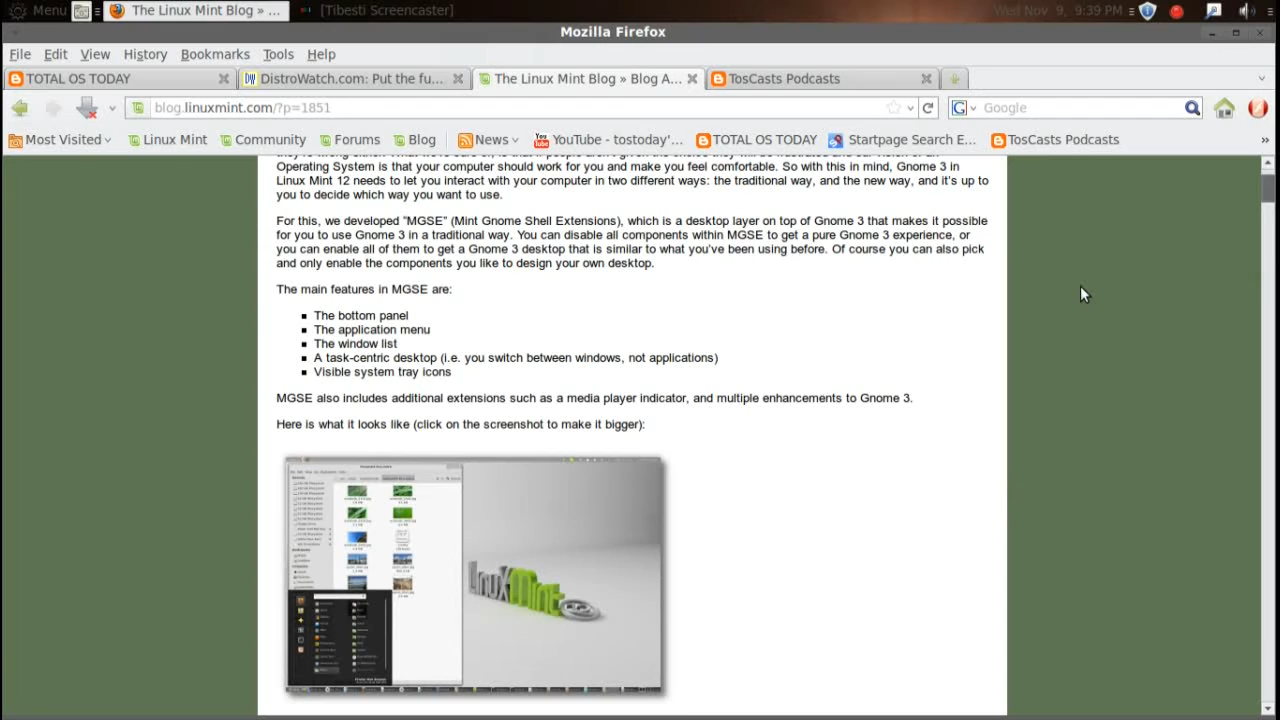 Menu
The Linux Mint Blog » ...
[Tibesti Screencaster]
Wed Nov 9, 9:39 PM
Mozilla Firefox
File Edit View History Bookmarks Tools Help
TOTAL OS TODAY
DistroWatch.com: Put the fu...
The Linux Mint Blog » Blog A...
TosCasts Podcasts
blog.linuxmint.com/?p=1851
Google
Most Visited
Linux Mint
Community
Forums
Blog
News
YouTube - tostoday'...
TOTAL OS TODAY
Startpage Search E...
TosCasts Podcasts
»
Operating System is that your computer should work for you and make you feel comfortable. So with this in mind, Gnome 3 in
Linux Mint 12 needs to let you interact with your computer in two different ways: the traditional way, and the new way, and it's up to
you to decide which way you want to use.
For this, we developed "MGSE" (Mint Gnome Shell Extensions), which is a desktop layer on top of Gnome 3 that makes it possible
for you to use Gnome 3 in a traditional way. You can disable all components within MGSE to get a pure Gnome 3 experience, or
you can enable all of them to get a Gnome 3 desktop that is similar to what you've been using before. Of course you can also pick
and only enable the components you like to design your own desktop.
The main features in MGSE are:
The bottom panel
The application menu
The window list
A task-centric desktop (i.e. you switch between windows, not applications)
Visible system tray icons
MGSE also includes additional extensions such as a media player indicator, and multiple enhancements to Gnome 3.
Here is what it looks like (click on the screenshot to make it bigger):
LinuxMint